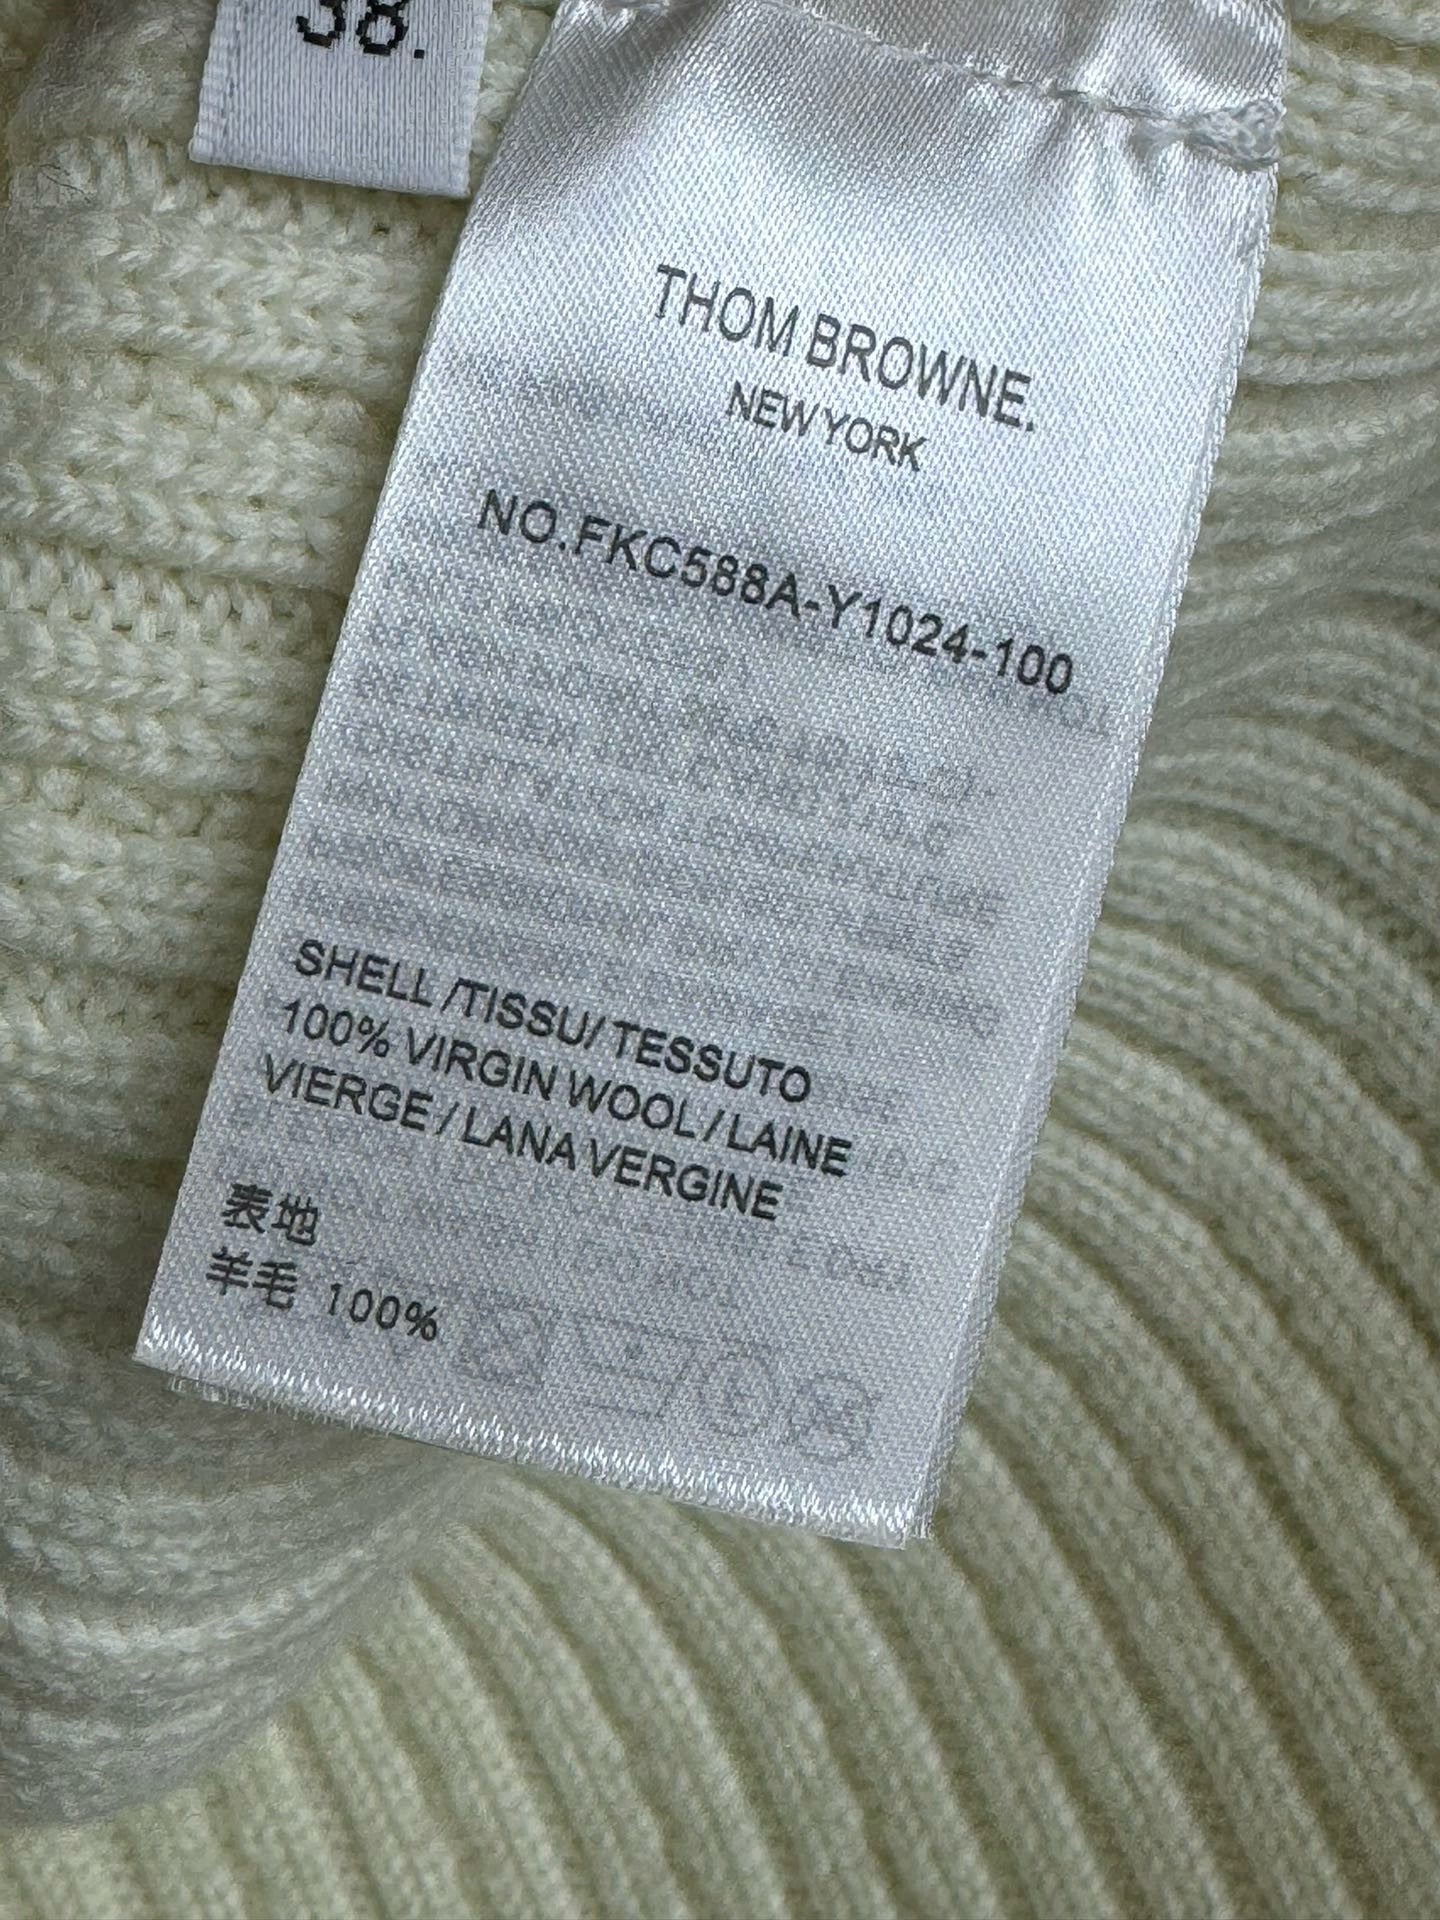 38.
THOM BROWNE.
NEW YORK
NO.FKC588A-Y1024-100
SHELL /TISSU/ TESSUTO
100% VIRGIN WOOL / LAINE
VIERGE / LANA VERGINE
表地
羊毛 100%